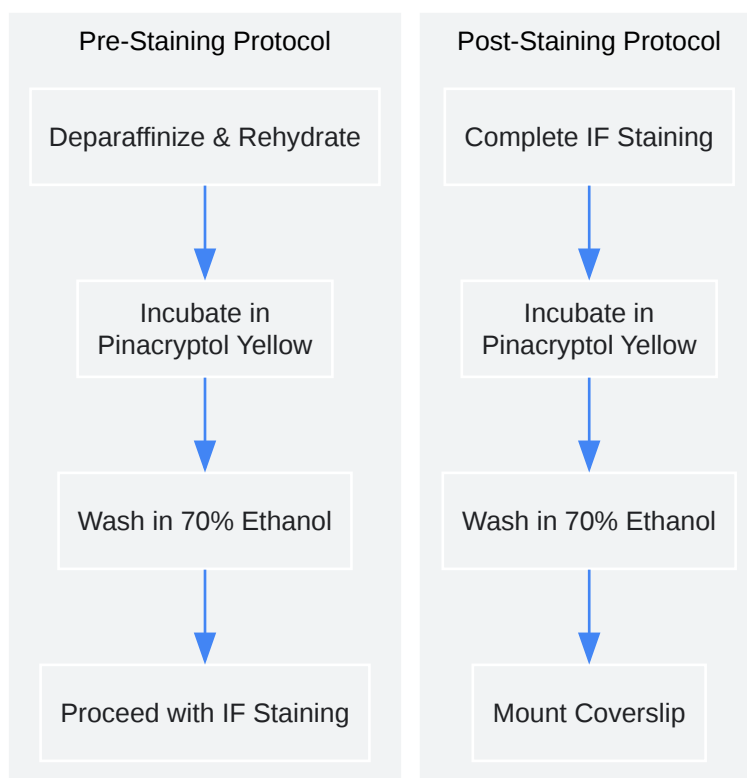 Pre-Staining Protocol
Deparaffinize & Rehydrate
Incubate in
Pinacryptol Yellow
Wash in 70% Ethanol
Proceed with IF Staining
Post-Staining Protocol
Complete IF Staining
Incubate in
Pinacryptol Yellow
Wash in 70% Ethanol
Mount Coverslip